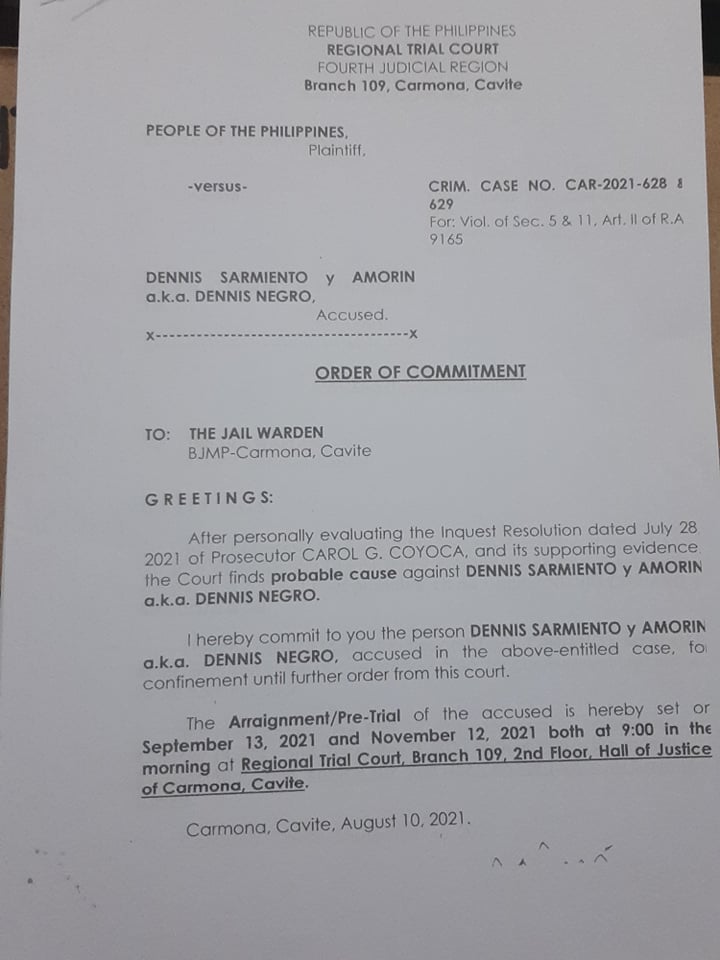 REPUBLIC OF THE PHILIPPINES
REGIONAL TRIAL COURT
FOURTH JUDICIAL REGION
Branch 109, Carmona, Cavite
PEOPLE OF THE PHILIPPINES,
Plaintiff,
-versus-
CRIM. CASE NO. CAR-2021-628 &
629
For: Viol. of Sec. 5 & 11, Art. II of R.A
9165
DENNIS SARMIENTO y AMORIN
a.k.a. DENNIS NEGRO,
Accused.
x-------------------------------------x
ORDER OF COMMITMENT
TO: THE JAIL WARDEN
BJMP-Carmona, Cavite
G R E E T I N G S:
After personally evaluating the Inquest Resolution dated July 28
2021 of Prosecutor CAROL G. COYOCA, and its supporting evidence,
the Court finds probable cause against DENNIS SARMIENTO y AMORIN
a.k.a. DENNIS NEGRO.
I hereby commit to you the person DENNIS SARMIENTO y AMORIN
a.k.a. DENNIS NEGRO, accused in the above-entitled case, fo
confinement until further order from this court.
The Arraignment/Pre-Trial of the accused is hereby set or
September 13, 2021 and November 12, 2021 both at 9:00 in the
morning at Regional Trial Court, Branch 109, 2nd Floor, Hall of Justice
of Carmona, Cavite.
Carmona, Cavite, August 10, 2021.